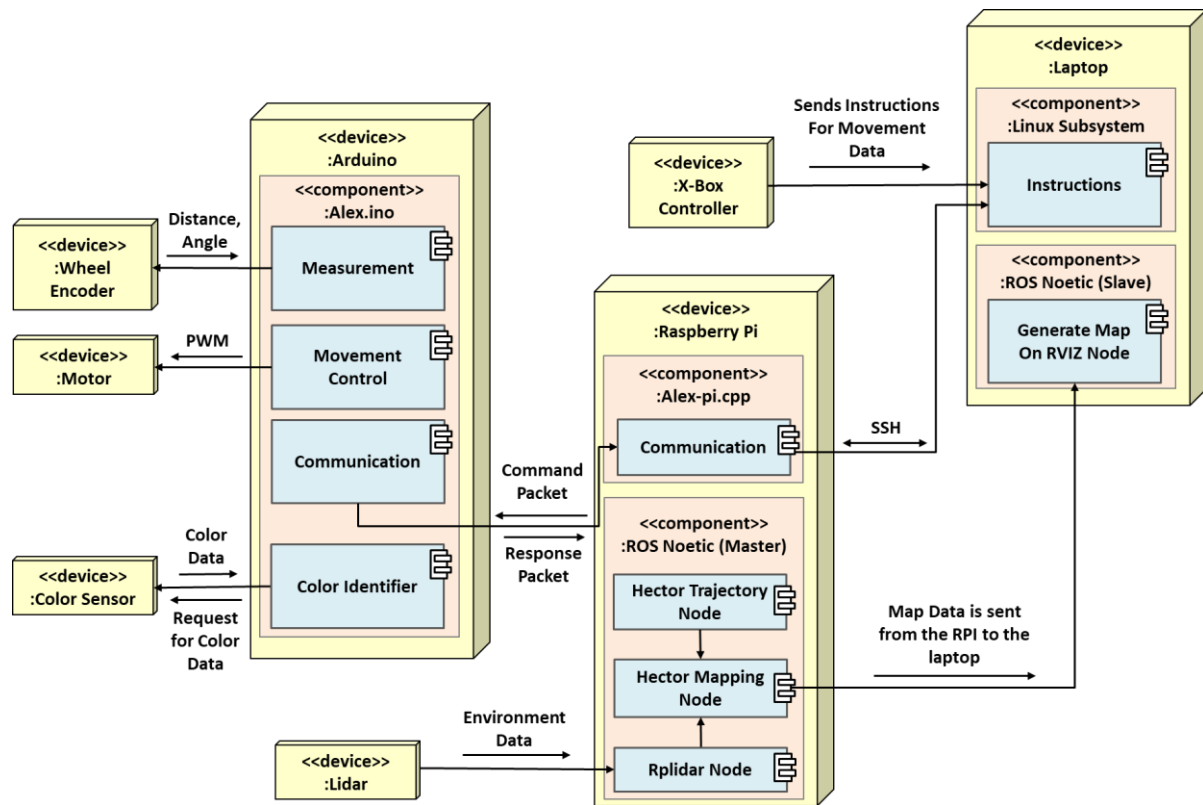 <<device>>
:Laptop
<<component>>
:Linux Subsystem
Instructions
<<component>>
:ROS Noetic (Slave)
Generate Map
On RVIZ Node
Sends Instructions
For Movement
Data
<<device>>
:X-Box
Controller
<<device>>
:Arduino
<<component>>
:Alex.ino
Measurement
Movement
Control
Communication
Color Identifier
Distance,
Angle
<<device>>
:Wheel
Encoder
PWM
<<device>>
:Motor
Color
Data
<<device>>
:Color Sensor
Request
for Color
Data
<<device>>
:Raspberry Pi
<<component>>
:Alex-pi.cpp
Communication
SSH
Command
Packet
Response
Packet
<<component>>
:ROS Noetic (Master)
Hector Trajectory
Node
Hector Mapping
Node
Rplidar Node
Map Data is sent
from the RPI to the
laptop
Environment
Data
<<device>>
:Lidar